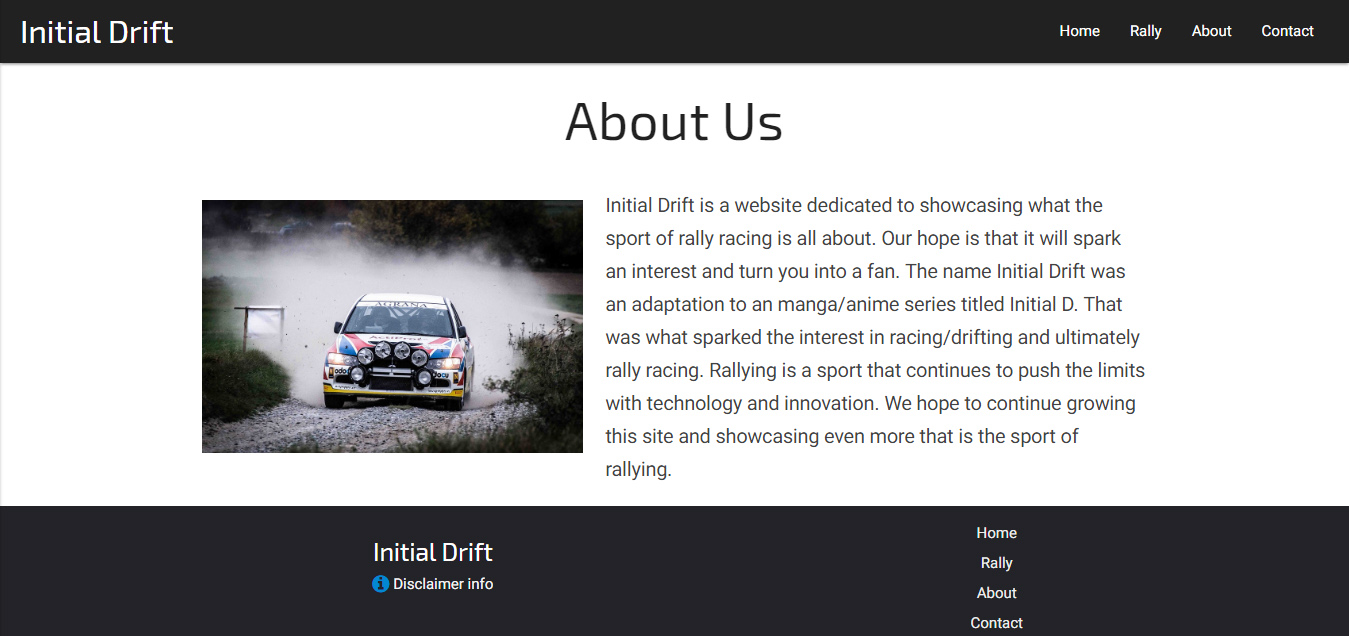 Initial Drift
Home Rally About Contact
About Us
AGRANA
Initial Drift is a website dedicated to showcasing what the
sport of rally racing is all about. Our hope is that it will spark
an interest and turn you into a fan. The name Initial Drift was
an adaptation to an manga/anime series titled Initial D. That
was what sparked the interest in racing/drifting and ultimately
rally racing. Rallying is a sport that continues to push the limits
with technology and innovation. We hope to continue growing
this site and showcasing even more that is the sport of
rallying.
Initial Drift
Disclaimer info
Home
Rally
About
Contact